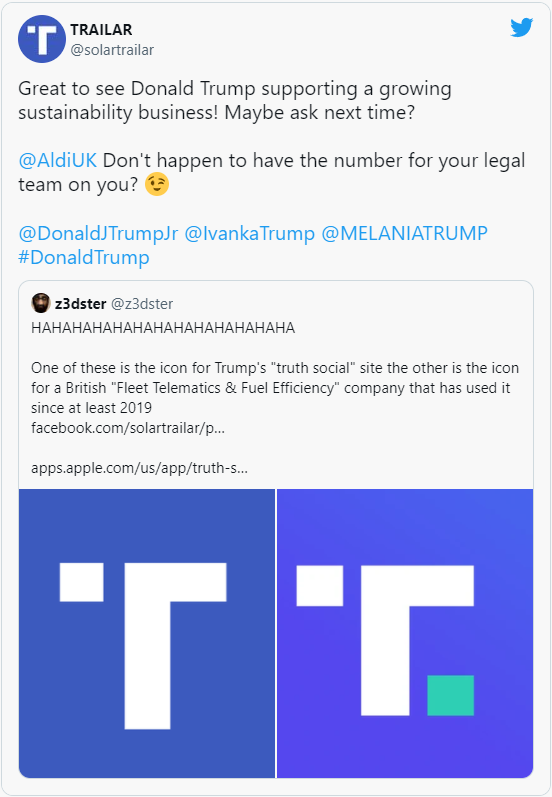 TRAILAR
@solartrailar
Great to see Donald Trump supporting a growing
sustainability business! Maybe ask next time?
@AldiUK Don't happen to have the number for your legal
team on you? 😉
@DonaldJTrumpJr @IvankaTrump @MELANIATRUMP
#DonaldTrump
z3dster @z3dster
HAHAHAHAHAHAHAHAHAHAHAHAHA
One of these is the icon for Trump's "truth social" site the other is the icon
for a British "Fleet Telematics & Fuel Efficiency" company that has used it
since at least 2019
facebook.com/solartrailar/p...
apps.apple.com/us/app/truth-s...
T
T.